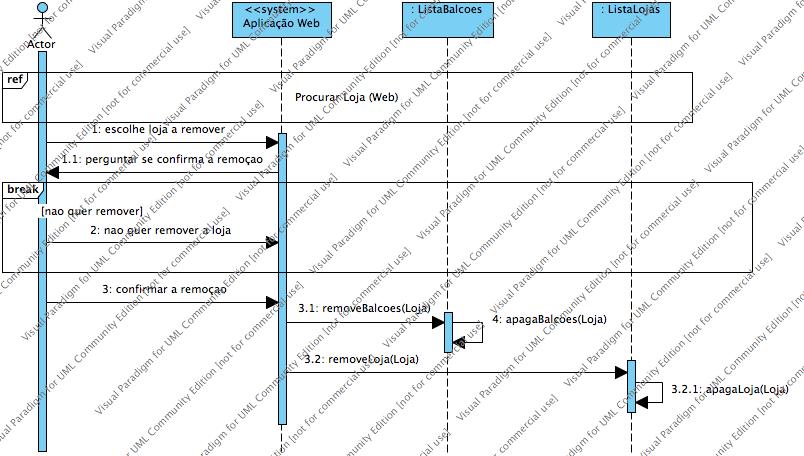 <<system>>
Aplicação Web
: ListaBalcoes
: ListaLojas
Actor
ref
Procurar Loja (Web)
1: escolhe loja a remover
1.1: perguntar se confirma a remoçao
break
[nao quer remover]
2: nao quer remover a loja
3: confirmar a remoçao
3.1: removeBalcoes(Loja)
4: apagaBalcoes(Loja)
3.2: removeLoja(Loja)
3.2.1: apagaLoja(Loja)
Visual Paradigm for UML Community Edition [not for commercial use]